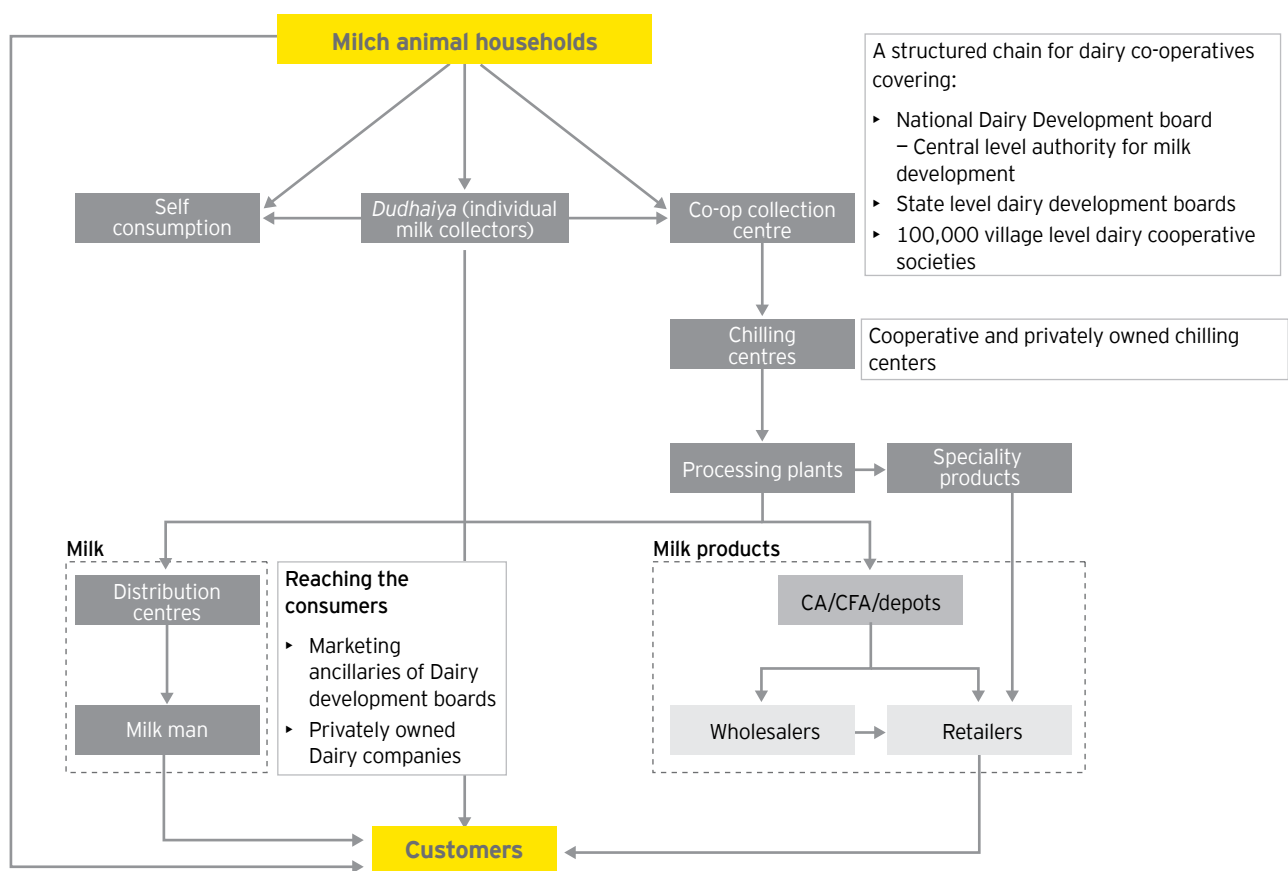 Milch animal households
A structured chain for dairy co-operatives
covering:
‣ National Dairy Development board
– Central level authority for milk
development
‣ State level dairy development boards
‣ 100,000 village level dairy cooperative
societies
Self
consumption
Dudhaiya (individual
milk collectors)
Co-op collection
centre
Chilling
centres
Cooperative and privately owned chilling
centers
Processing plants
Speciality
products
Milk
Distribution
centres
Milk man
Reaching the
consumers
‣ Marketing
ancillaries of Dairy
development boards
‣ Privately owned
Dairy companies
Milk products
CA/CFA/depots
Wholesalers
Retailers
Customers